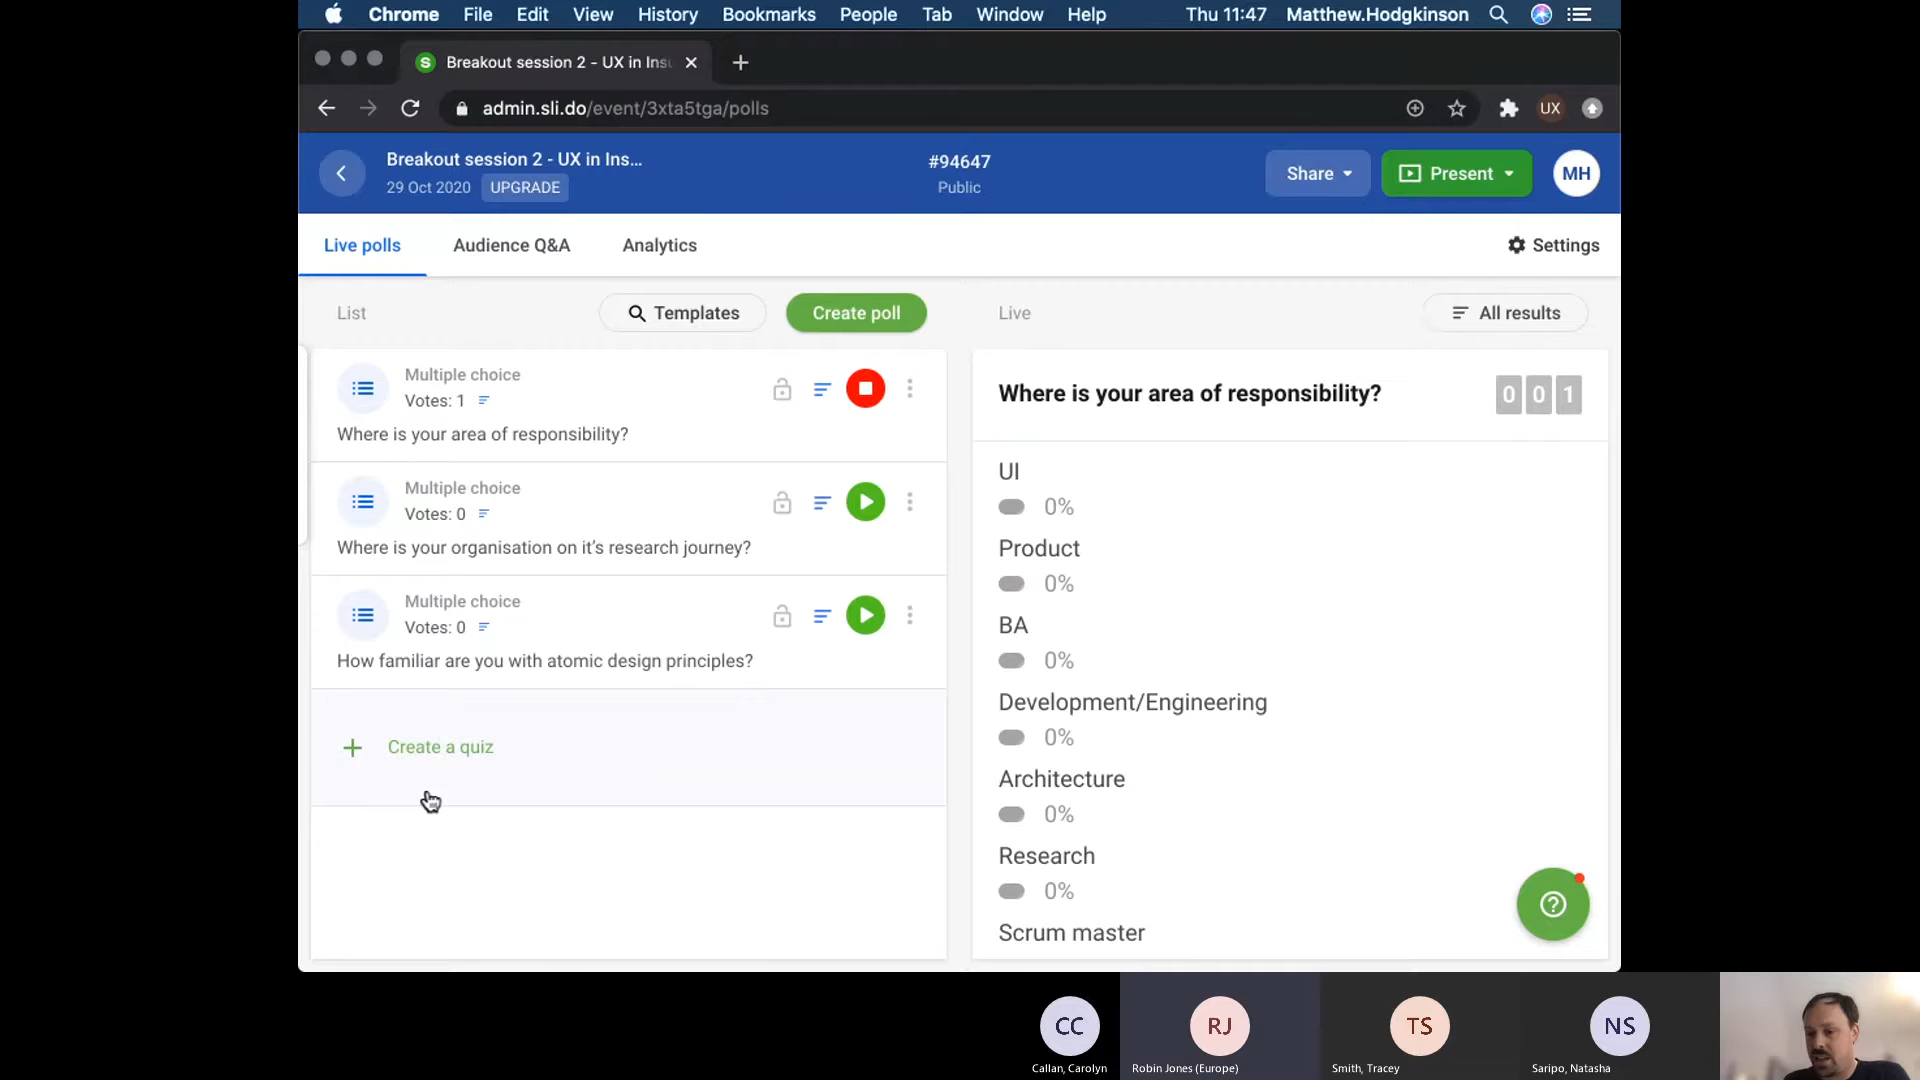 Chrome File Edit View History Bookmarks People Tab Window Help Thu 11:47 Matthew.Hodgkinson
S Breakout session 2 - UX in Insu
admin.sli.do/event/3xta5tga/polls UX
Breakout session 2 - UX in Ins...
29 Oct 2020 UPGRADE
#94647
Public
Share
Present
MH
Live polls Audience Q&A Analytics Settings
List Templates Create poll
Multiple choice
Votes: 1
Where is your area of responsibility?
Multiple choice
Votes: 0
Where is your organisation on it's research journey?
Multiple choice
Votes: 0
How familiar are you with atomic design principles?
+ Create a quiz
Live All results
Where is your area of responsibility? 0 0 1
UI
0%
Product
0%
BA
0%
Development/Engineering
0%
Architecture
0%
Research
0%
Scrum master
CC
Callan, Carolyn
RJ
Robin Jones (Europe)
TS
Smith, Tracey
NS
Saripo, Natasha